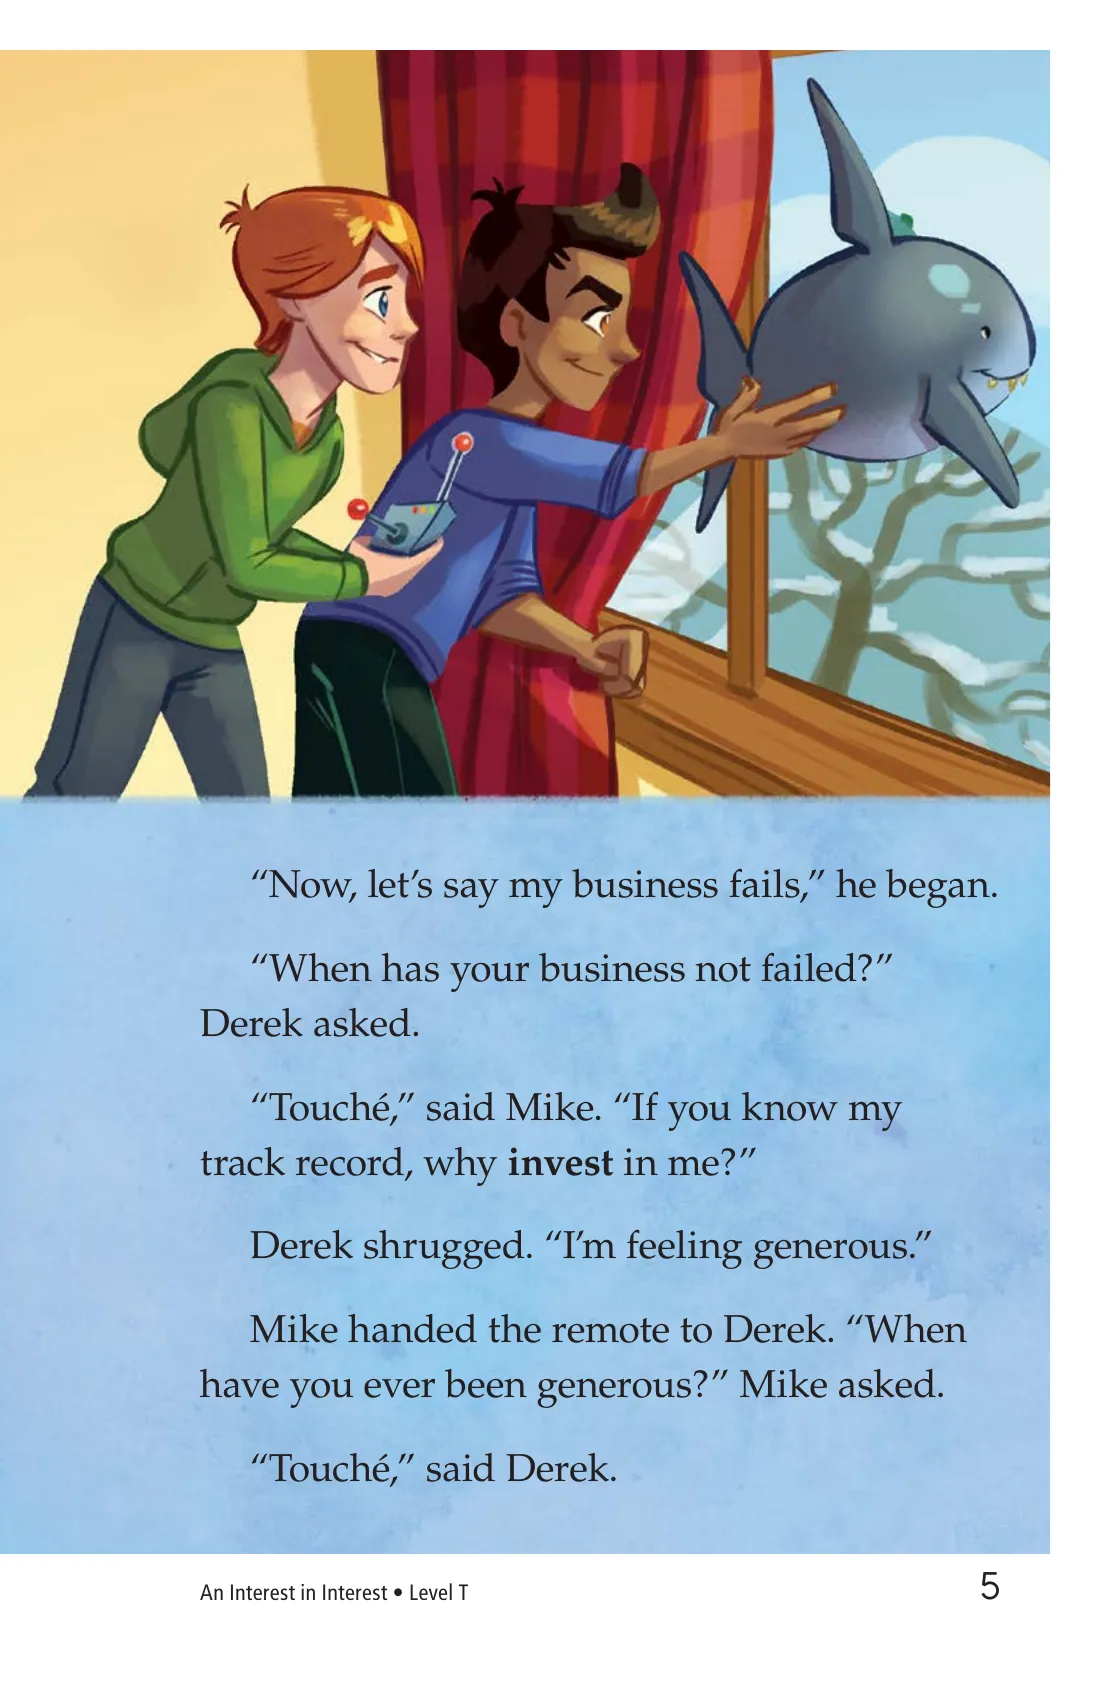 “Now, let’s say my business fails,” he began.
“When has your business not failed?”
Derek asked.
“Touché,” said Mike. “If you know my
track record, why invest in me?”
Derek shrugged. “I’m feeling generous.”
Mike handed the remote to Derek. “When
have you ever been generous?” Mike asked.
“Touché,” said Derek.
An Interest in Interest • Level T
5